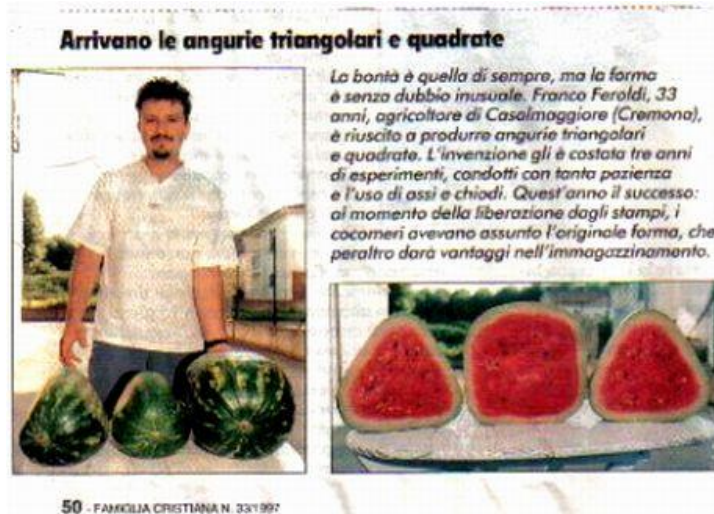 Arrivano le angurie triangolari e quadrate
La bontà è quella di sempre, ma la forma
è senza dubbio inusuale. Franco Feroldi, 33
anni, agricoltore di Casalmaggiore (Cremona),
è riuscito a produrre angurie triangolari
e quadrate. L'invenzione gli è costata tre anni
di esperimenti, condotti con tanta pazienza
e l'uso di assi e chiodi. Quest'anno il successo:
al momento della liberazione dagli stampi, i
cocomeri avevano assunto l'originale forma, che
peraltro darà vantaggi nell'immagazzinamento.
50 - FAMIGLIA CRISTIANA N. 33/1997